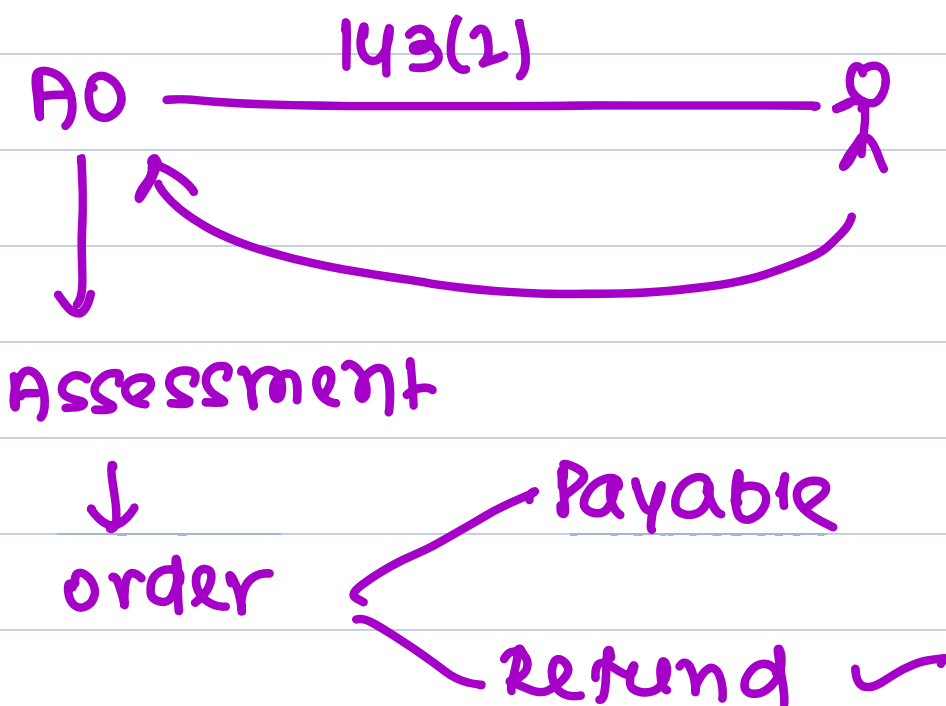 143(2)
AO
Assessment
order
Payable
Refund